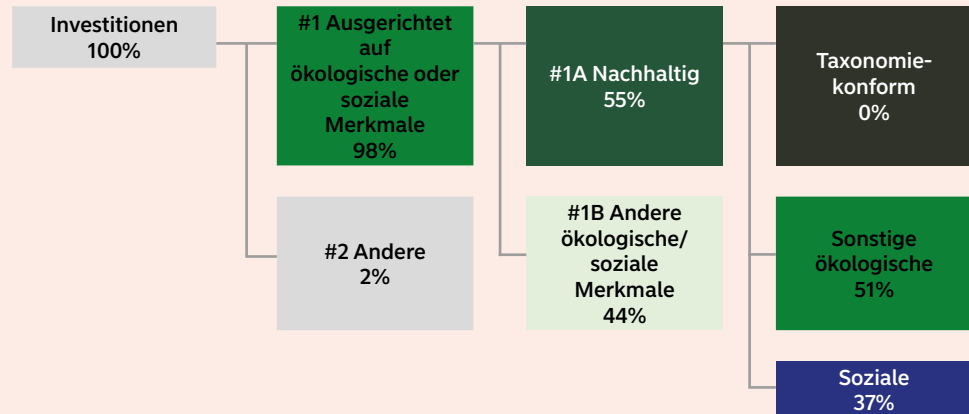 Investitionen
100%
#1 Ausgerichtet
auf
ökologische oder
soziale
Merkmale
98%
#2 Andere
2%
#1A Nachhaltig
55%
#1B Andere
ökologische/
soziale
Merkmale
44%
Taxonomie-
konform
0%
Sonstige
ökologische
51%
Soziale
37%